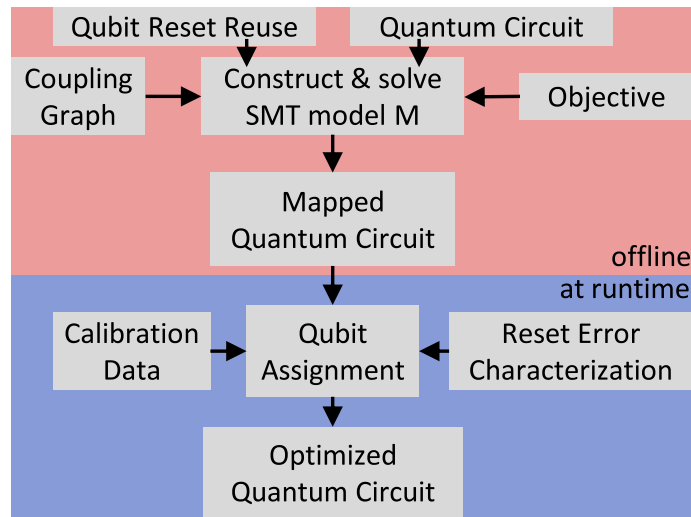 Qubit Reset Reuse
Quantum Circuit
Coupling
Graph
Construct & solve
SMT model M
Objective
Mapped
Quantum Circuit
offline
at runtime
Calibration
Data
Qubit
Assignment
Reset Error
Characterization
Optimized
Quantum Circuit